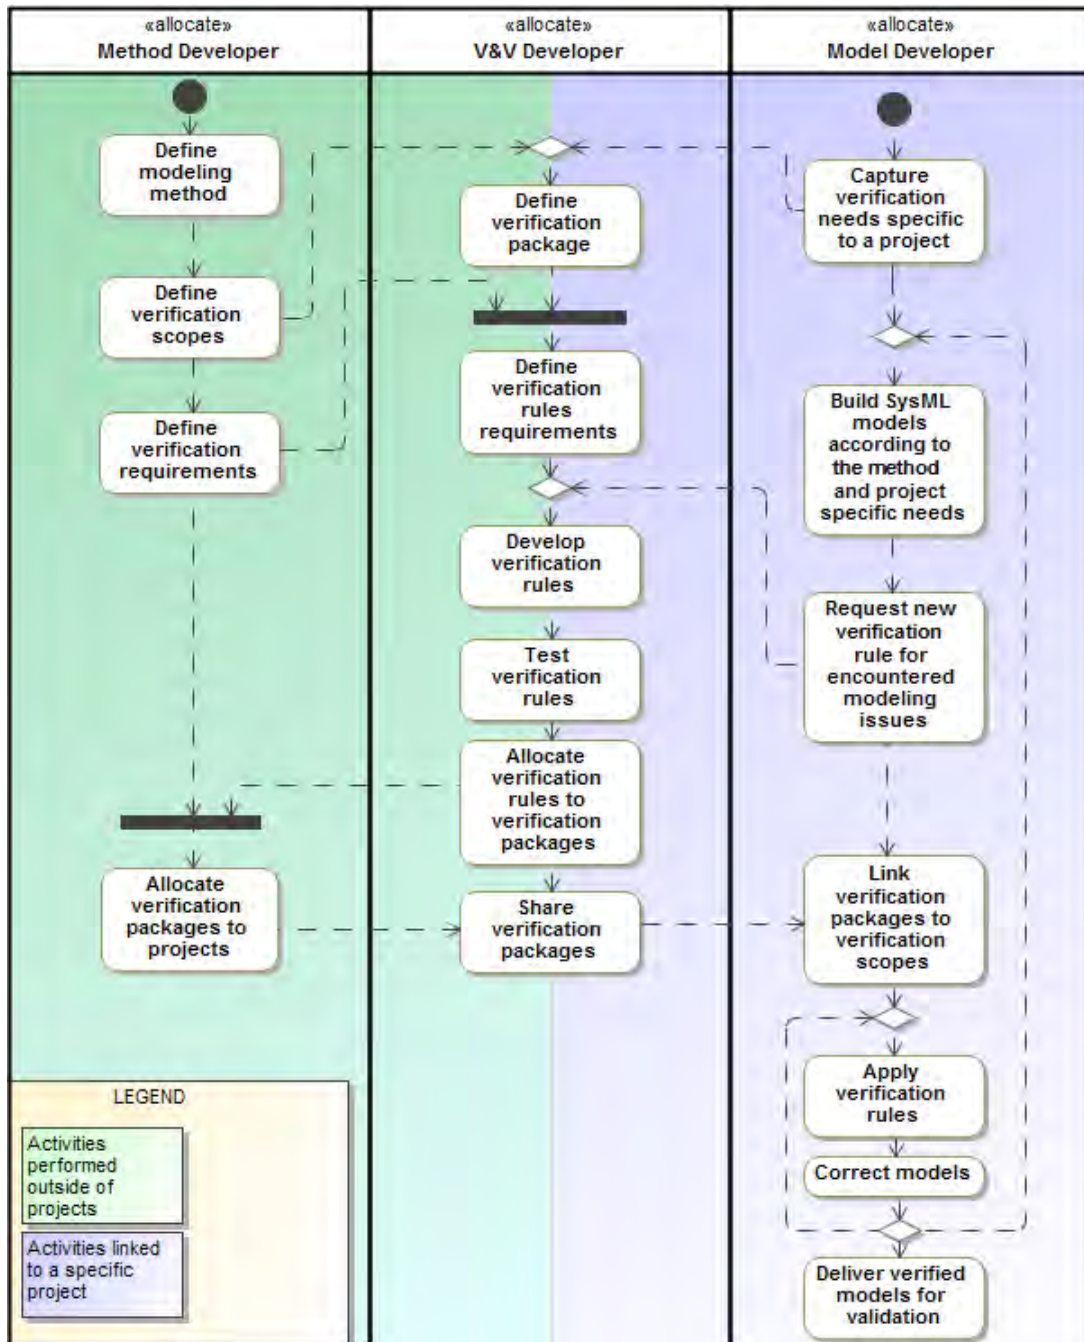 «allocate»
Method Developer
«allocate»
V&V Developer
«allocate»
Model Developer
Define
modeling
method
Define
verification
scopes
Define
verification
requirements
Allocate
verification
packages to
projects
Define
verification
package
Define
verification
rules
requirements
Develop
verification
rules
Test
verification
rules
Allocate
verification
rules to
verification
packages
Share
verification
packages
Capture
verification
needs specific
to a project
Build SysML
models
according to
the method
and project
specific needs
Request new
verification
rule for
encountered
modeling
issues
Link
verification
packages to
verification
scopes
Apply
verification
rules
Correct models
Deliver verified
models for
validation
LEGEND
Activities
performed
outside of
projects
Activities linked
to a specific
project